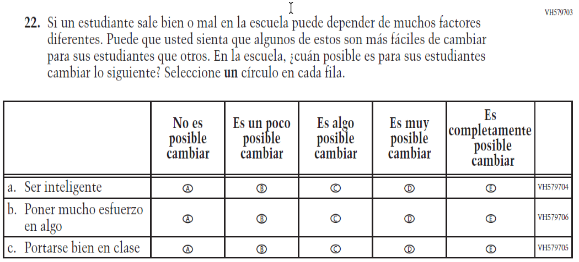 VH579703
22. Si un estudiante sale bien o mal en la escuela puede depender de muchos factores
diferentes. Puede que usted sienta que algunos de estos son más fáciles de cambiar
para sus estudiantes que otros. En la escuela, ¿cuán posible es para sus estudiantes
cambiar lo siguiente? Seleccione un círculo en cada fila.
No es
posible
cambiar
Es un poco
posible
cambiar
Es algo
posible
cambiar
Es muy
posible
cambiar
Es
completamente
posible
cambiar
a. Ser inteligente A B C D E VH579704
b. Poner mucho esfuerzo
en algo A B C D E VH579706
c. Portarse bien en clase A B C D E VH579705